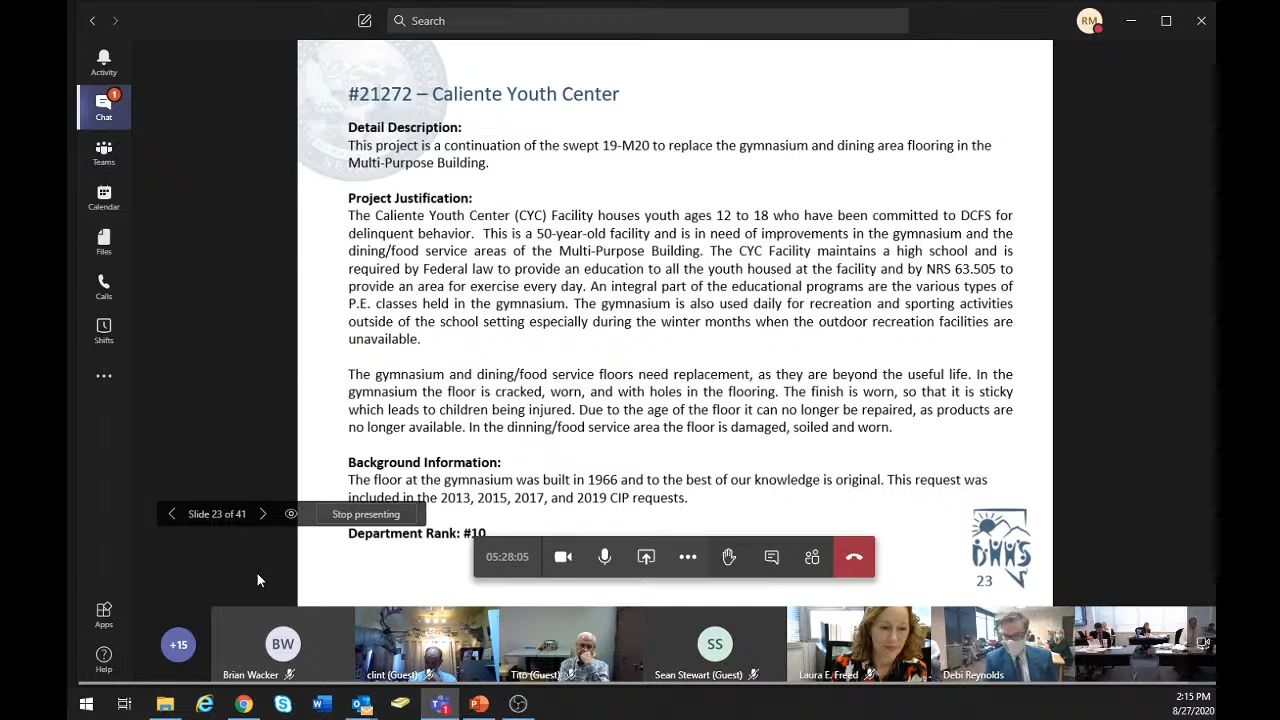 Search
RM
Activity
1
Chat
Teams
Calendar
Files
Calls
Shifts
Apps
Help
#21272 – Caliente Youth Center
Detail Description:
This project is a continuation of the swept 19-M20 to replace the gymnasium and dining area flooring in the
Multi-Purpose Building.
Project Justification:
The Caliente Youth Center (CYC) Facility houses youth ages 12 to 18 who have been committed to DCFS for
delinquent behavior. This is a 50-year-old facility and is in need of improvements in the gymnasium and the
dining/food service areas of the Multi-Purpose Building. The CYC Facility maintains a high school and is
required by Federal law to provide an education to all the youth housed at the facility and by NRS 63.505 to
provide an area for exercise every day. An integral part of the educational programs are the various types of
P.E. classes held in the gymnasium. The gymnasium is also used daily for recreation and sporting activities
outside of the school setting especially during the winter months when the outdoor recreation facilities are
unavailable.
The gymnasium and dining/food service floors need replacement, as they are beyond the useful life. In the
gymnasium the floor is cracked, worn, and with holes in the flooring. The finish is worn, so that it is sticky
which leads to children being injured. Due to the age of the floor it can no longer be repaired, as products are
no longer available. In the dinning/food service area the floor is damaged, soiled and worn.
Background Information:
The floor at the gymnasium was built in 1966 and to the best of our knowledge is original. This request was
included in the 2013, 2015, 2017, and 2019 CIP requests.
Slide 23 of 41
Stop presenting
Department Rank: #10
05:28:05
DHHS
23
+15
BW
SS
Brian Wacker
clint (Guest)
Tito (Guest)
Sean Stewart (Guest)
Laura E. Freed
Debi Reynolds
2:15 PM
8/27/2020